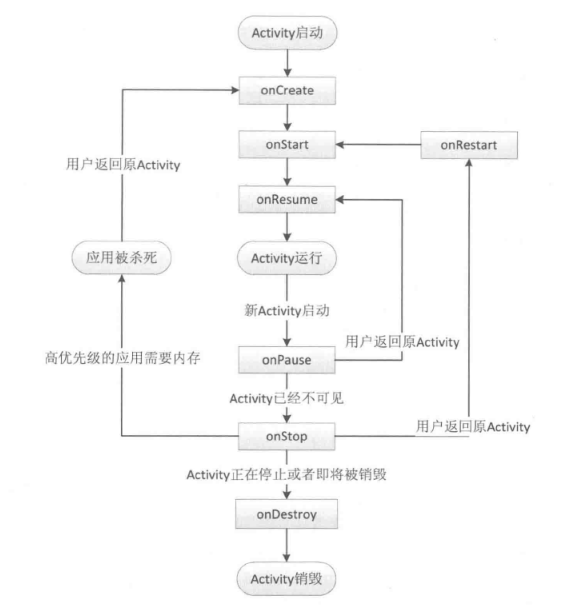 Activity启动
onCreate
onStart
onRestart
用户返回原Activity
onResume
应用被杀死
Activity运行
新Activity启动
用户返回原Activity
高优先级的应用需要内存
onPause
Activity已经不可见
用户返回原Activity
onStop
Activity正在停止或者即将被销毁
onDestroy
Activity销毁